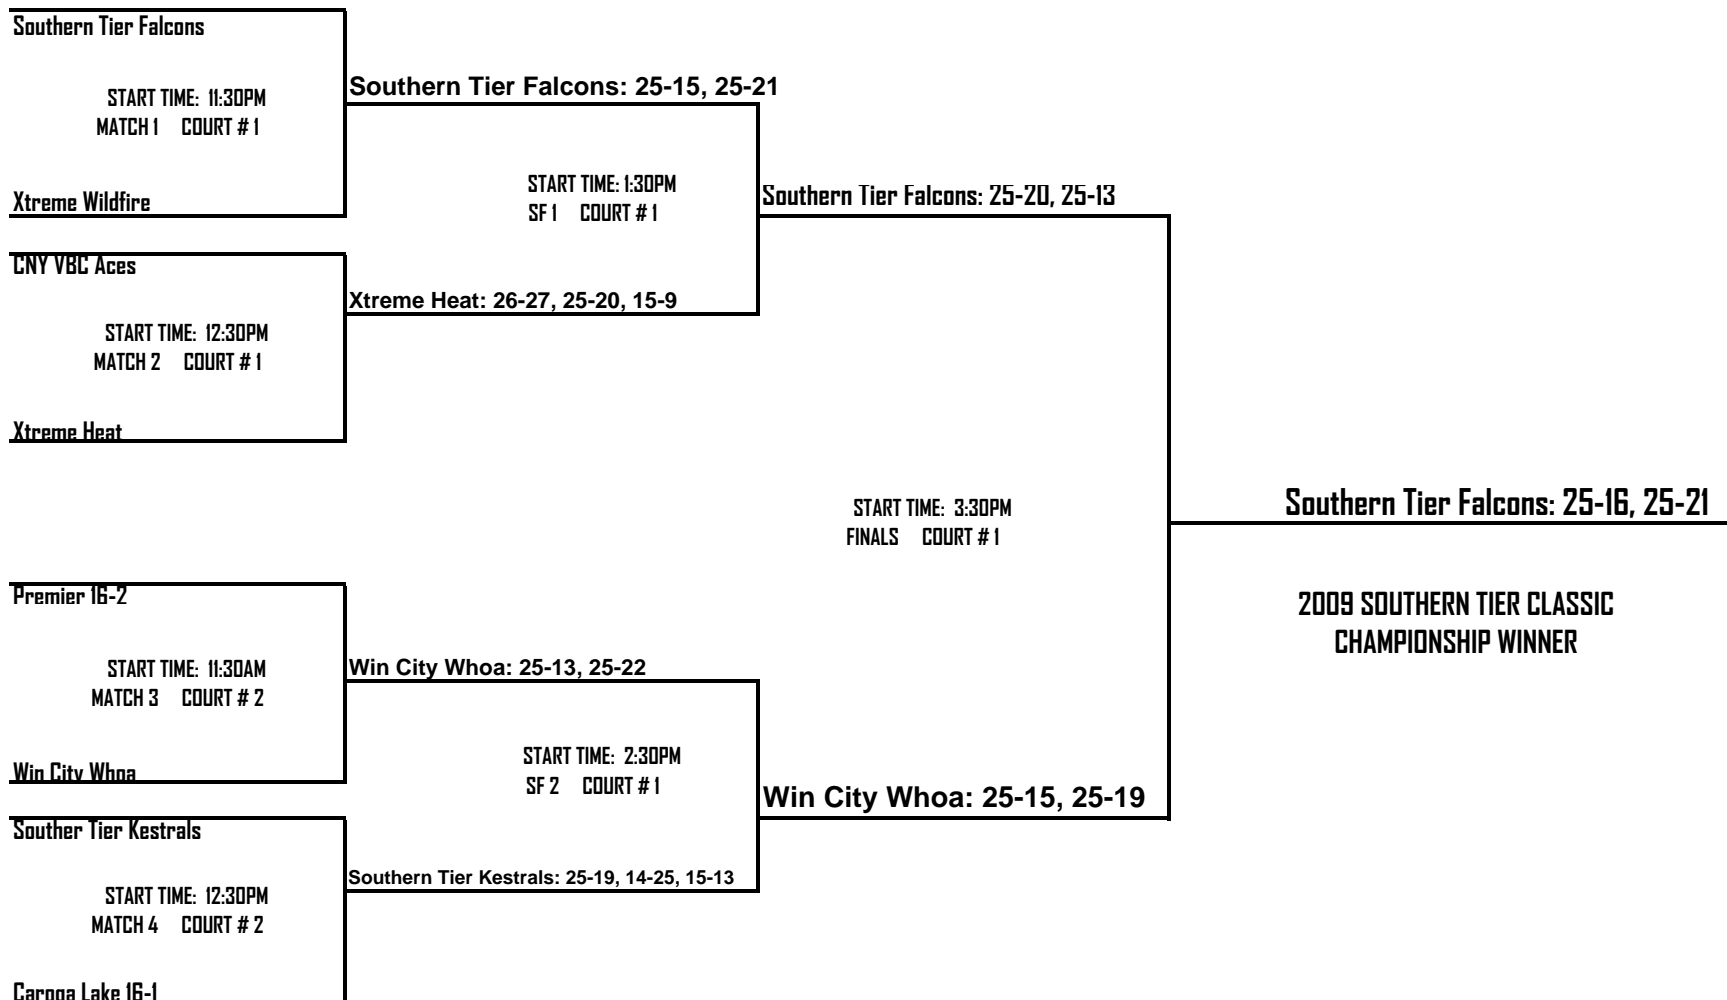 Southern Tier Falcons
START TIME: 11:30PM
MATCH 1 COURT # 1
Xtreme Wildfire
CNY VBC Aces
START TIME: 12:30PM
MATCH 2 COURT # 1
Xtreme Heat
Premier 16-2
START TIME: 11:30AM
MATCH 3 COURT # 2
Win City Whoa
Souther Tier Kestrals
START TIME: 12:30PM
MATCH 4 COURT # 2
Caroga Lake 16-1
Southern Tier Falcons: 25-15, 25-21
START TIME: 1:30PM
SF 1 COURT # 1
Xtreme Heat: 26-27, 25-20, 15-9
Win City Whoa: 25-13, 25-22
START TIME: 2:30PM
SF 2 COURT # 1
Southern Tier Kestrals: 25-19, 14-25, 15-13
Southern Tier Falcons: 25-20, 25-13
START TIME: 3:30PM
FINALS COURT # 1
Win City Whoa: 25-15, 25-19
Southern Tier Falcons: 25-16, 25-21
2009 SOUTHERN TIER CLASSIC
CHAMPIONSHIP WINNER